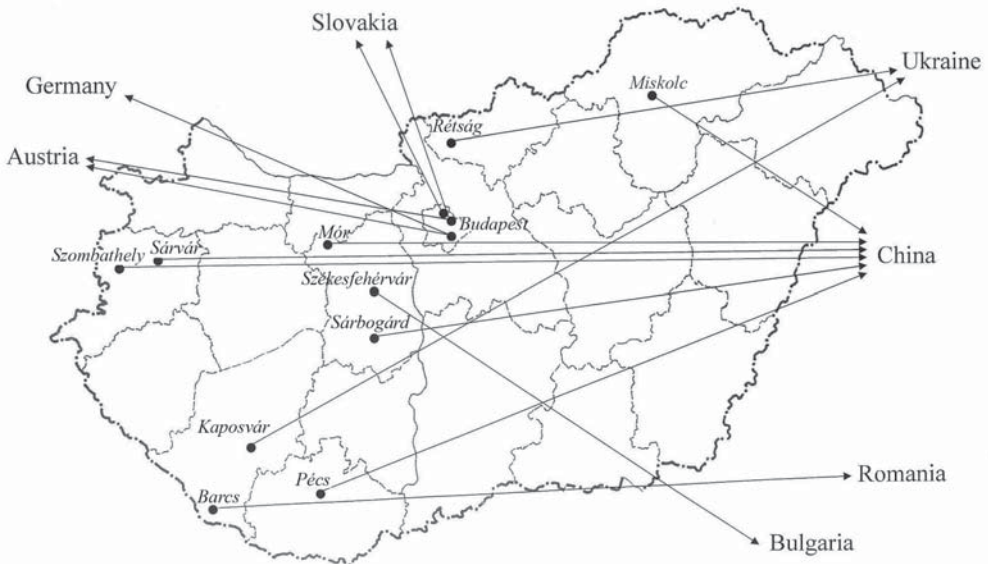 Slovakia
Ukraine
Germany
Miskolc
Rétság
Austria
Budapest
Mór
Sárvár
Szombathely
China
Székesfehérvár
Sárbogárd
Kaposvár
Pécs
Romania
Barcs
Bulgaria